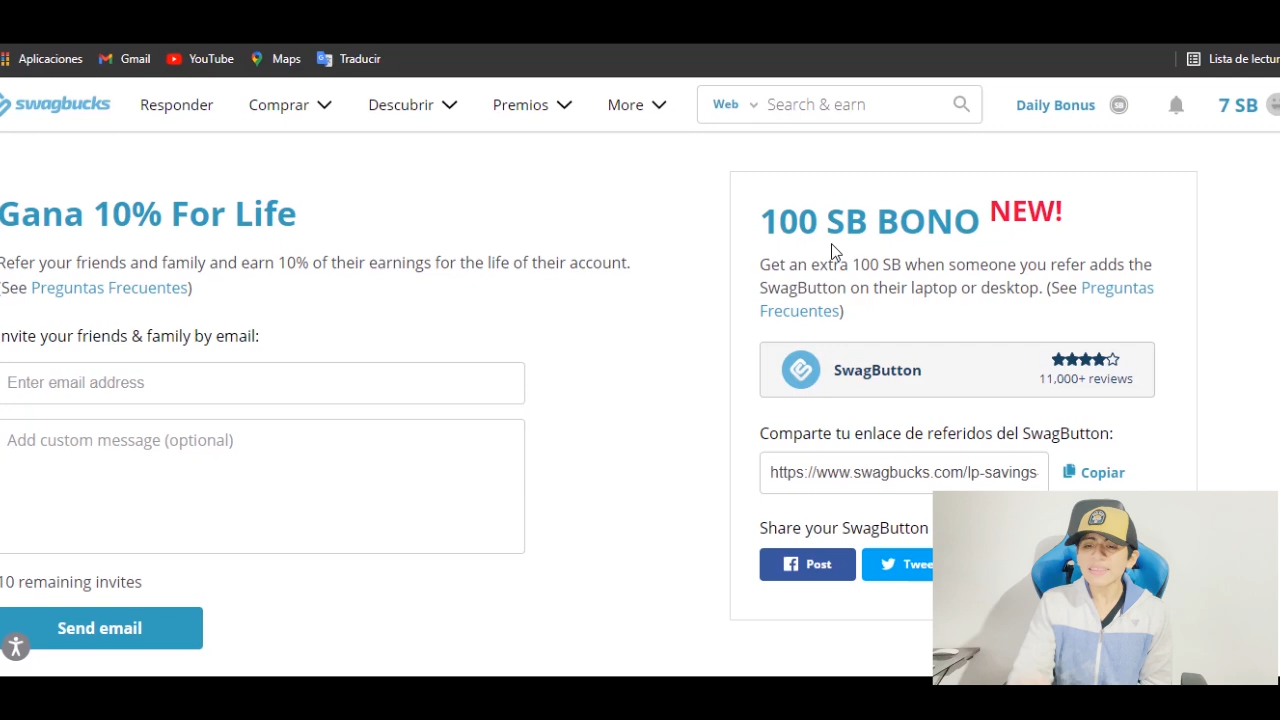 Aplicaciones Gmail YouTube Maps Traducir Lista de lectur
swagbucks Responder Comprar Descubrir Premios More Web Search & earn Daily Bonus 7 SB
Gana 10% For Life
Refer your friends and family and earn 10% of their earnings for the life of their account.
(See Preguntas Frecuentes)
nvite your friends & family by email:
Enter email address
Add custom message (optional)
10 remaining invites
Send email
100 SB BONO NEW!
Get an extra 100 SB when someone you refer adds the
SwagButton on their laptop or desktop. (See Preguntas
Frecuentes)
SwagButton
11,000+ reviews
Comparte tu enlace de referidos del SwagButton:
https://www.swagbucks.com/lp-savings- Copiar
Share your SwagButton
Post Twee